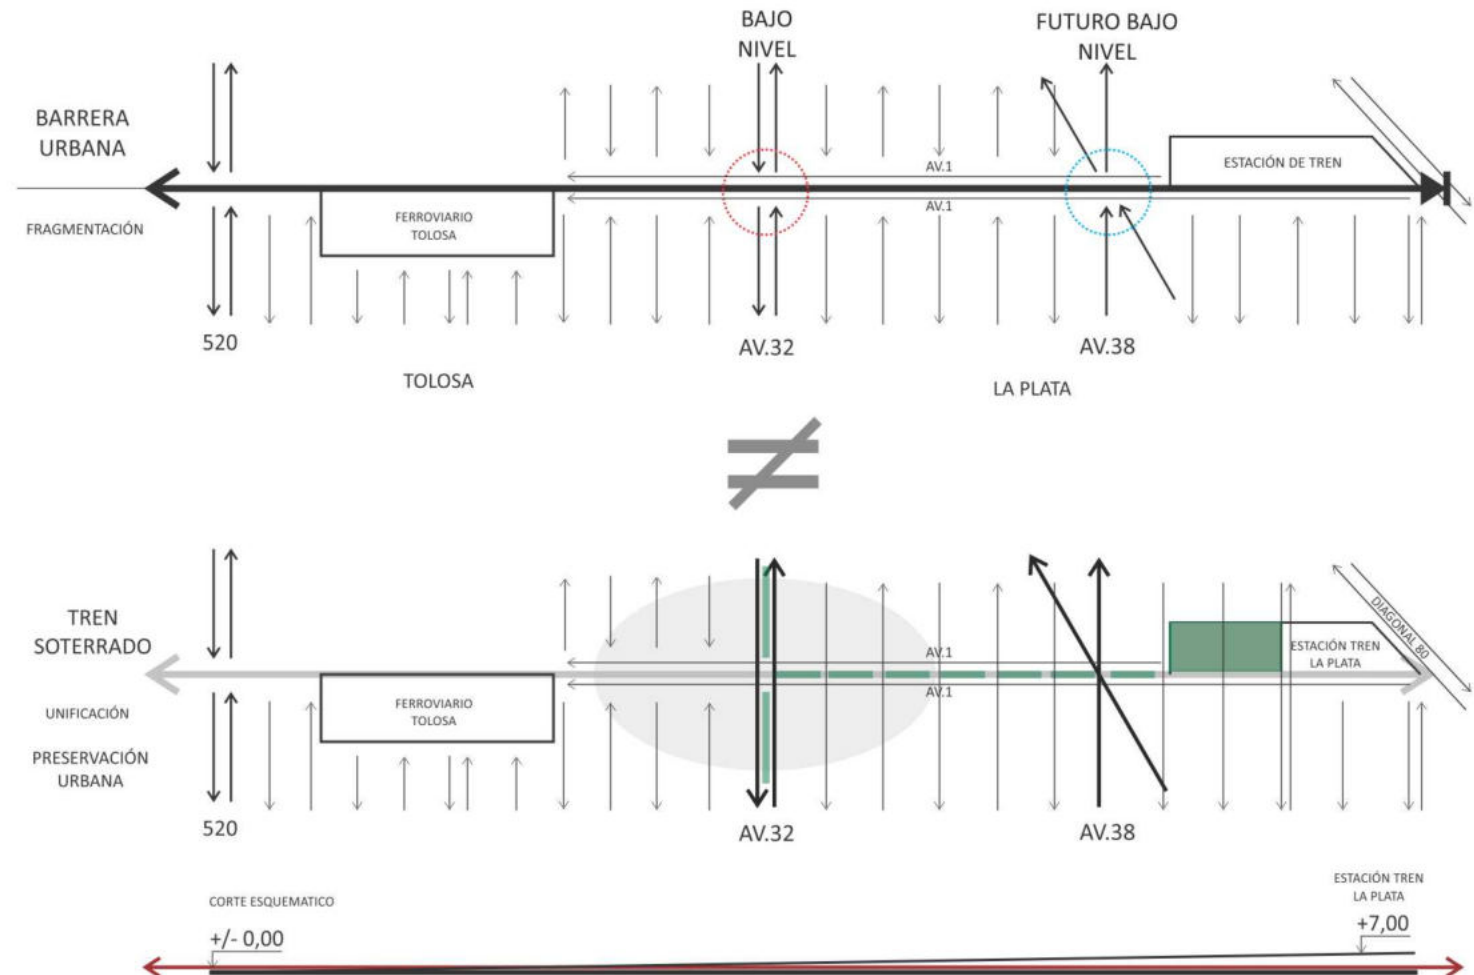 BAJO
NIVEL
FUTURO BAJO
NIVEL
BARRERA
URBANA
AV.1
ESTACIÓN DE TREN
FRAGMENTACIÓN
FERROVIARIO
TOLOSA
AV.1
520
AV.32
AV.38
TOLOSA
LA PLATA
≠
TREN
SOTERRADO
DIAGONAL 80
AV.1
ESTACIÓN TREN
LA PLATA
UNIFICACIÓN
FERROVIARIO
TOLOSA
AV.1
PRESERVACIÓN
URBANA
520
AV.32
AV.38
CORTE ESQUEMATICO
ESTACIÓN TREN
LA PLATA
+/- 0,00
+7,00